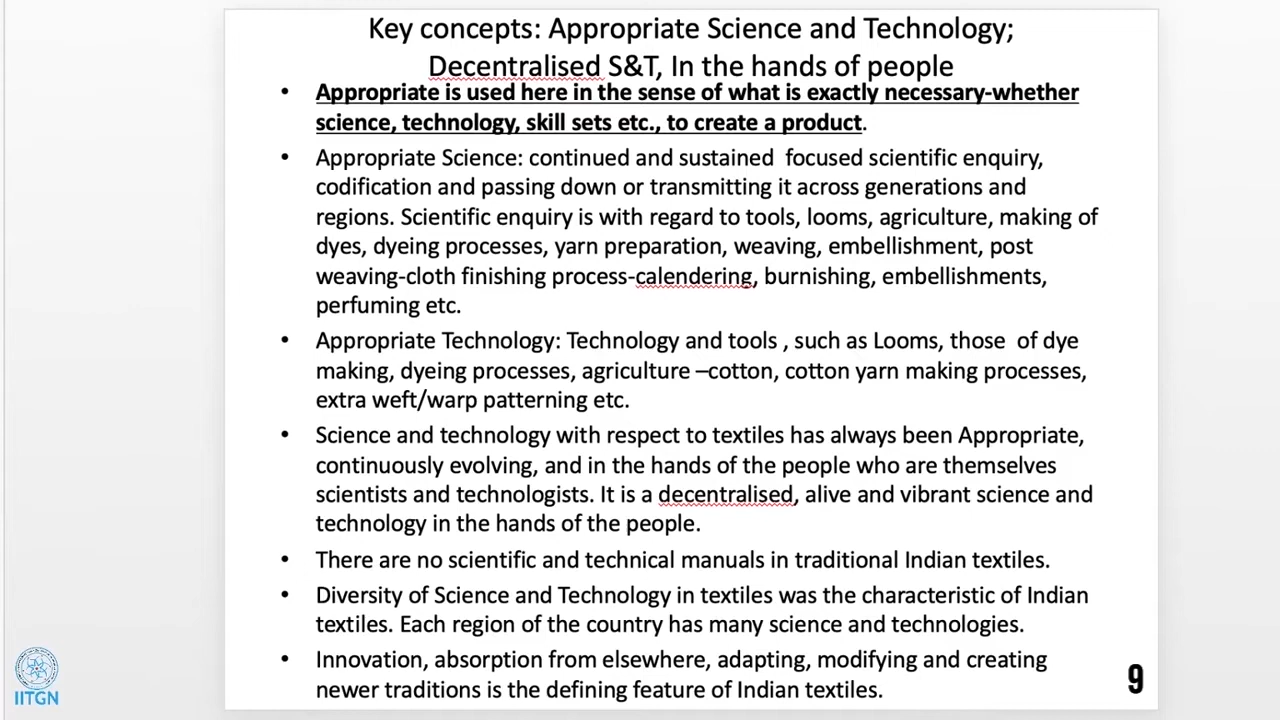 Key concepts: Appropriate Science and Technology;
Decentralised S&T, In the hands of people
• Appropriate is used here in the sense of what is exactly necessary-whether
science, technology, skill sets etc., to create a product.
• Appropriate Science: continued and sustained  focused scientific enquiry,
codification and passing down or transmitting it across generations and
regions. Scientific enquiry is with regard to tools, looms, agriculture, making of
dyes, dyeing processes, yarn preparation, weaving, embellishment, post
weaving-cloth finishing process-calendering, burnishing, embellishments,
perfuming etc.
• Appropriate Technology: Technology and tools , such as Looms, those  of dye
making, dyeing processes, agriculture –cotton, cotton yarn making processes,
extra weft/warp patterning etc.
• Science and technology with respect to textiles has always been Appropriate,
continuously evolving, and in the hands of the people who are themselves
scientists and technologists. It is a decentralised, alive and vibrant science and
technology in the hands of the people.
• There are no scientific and technical manuals in traditional Indian textiles.
• Diversity of Science and Technology in textiles was the characteristic of Indian
textiles. Each region of the country has many science and technologies.
• Innovation, absorption from elsewhere, adapting, modifying and creating
newer traditions is the defining feature of Indian textiles.
9
IITGN